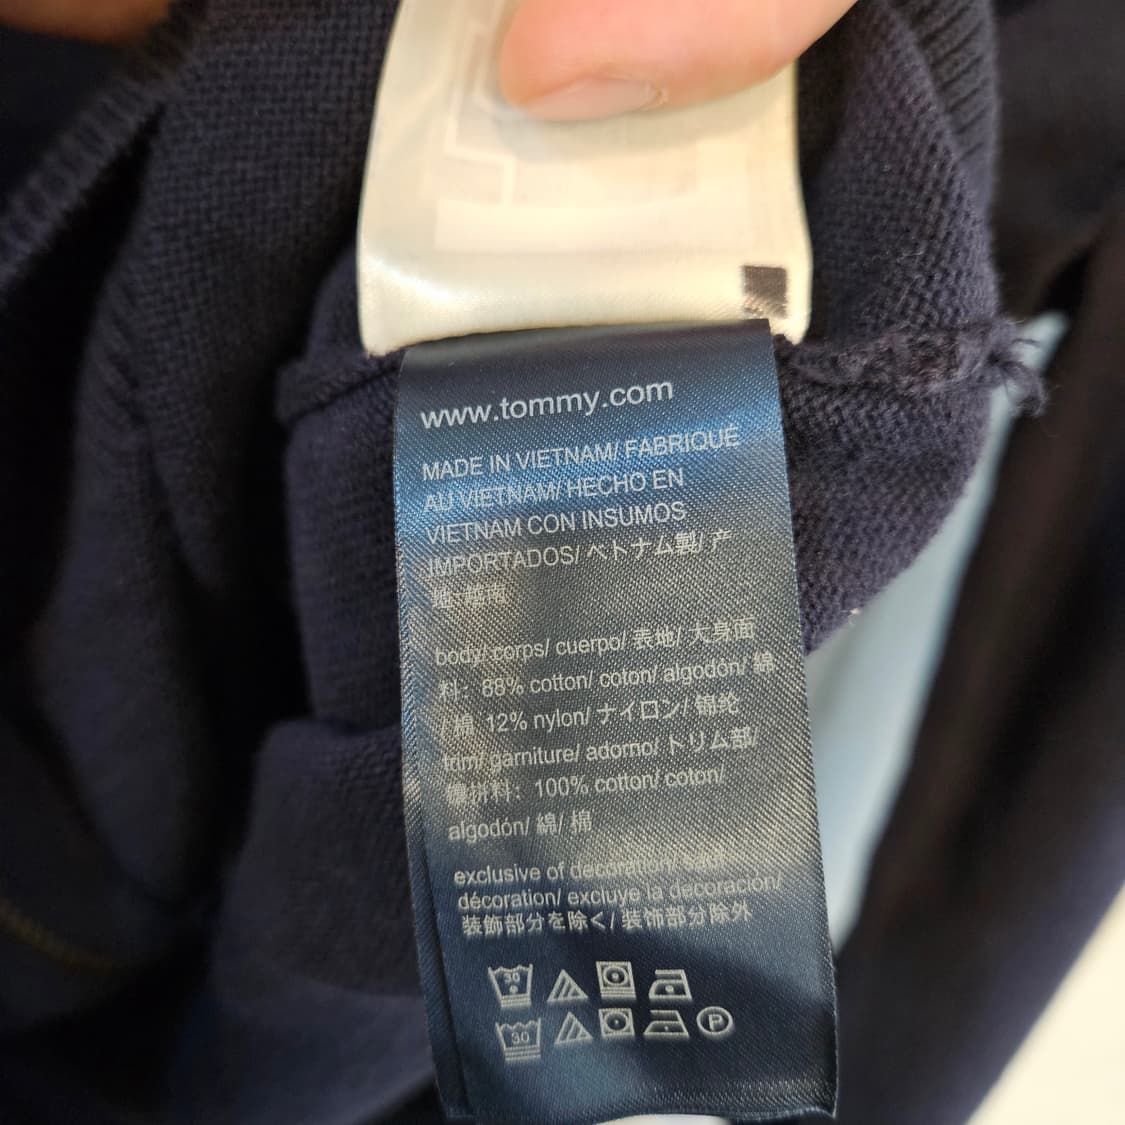 www.tommy.com
MADE IN VIETNAM/ FABRIQUÉ
AU VIETNAM/ HECHO EN
VIETNAM CON INSUMOS
IMPORTADOS/ ベトナム製/ 产
地: 越南
body/ corps/ cuerpo/ 表地/ 大身面
料: 88% cotton/ coton/ algodón/ 綿
/ 棉 12% nylon/ ナイロン/ 锦纶
trim/ garniture/ adorno/ トリム部/
镶拼料: 100% cotton/ coton/
algodón/ 綿/ 棉
exclusive of decoration/ sauf
décoration/ excluye la decoración/
装飾部分を除く/ 装饰部分除外
30
30 P